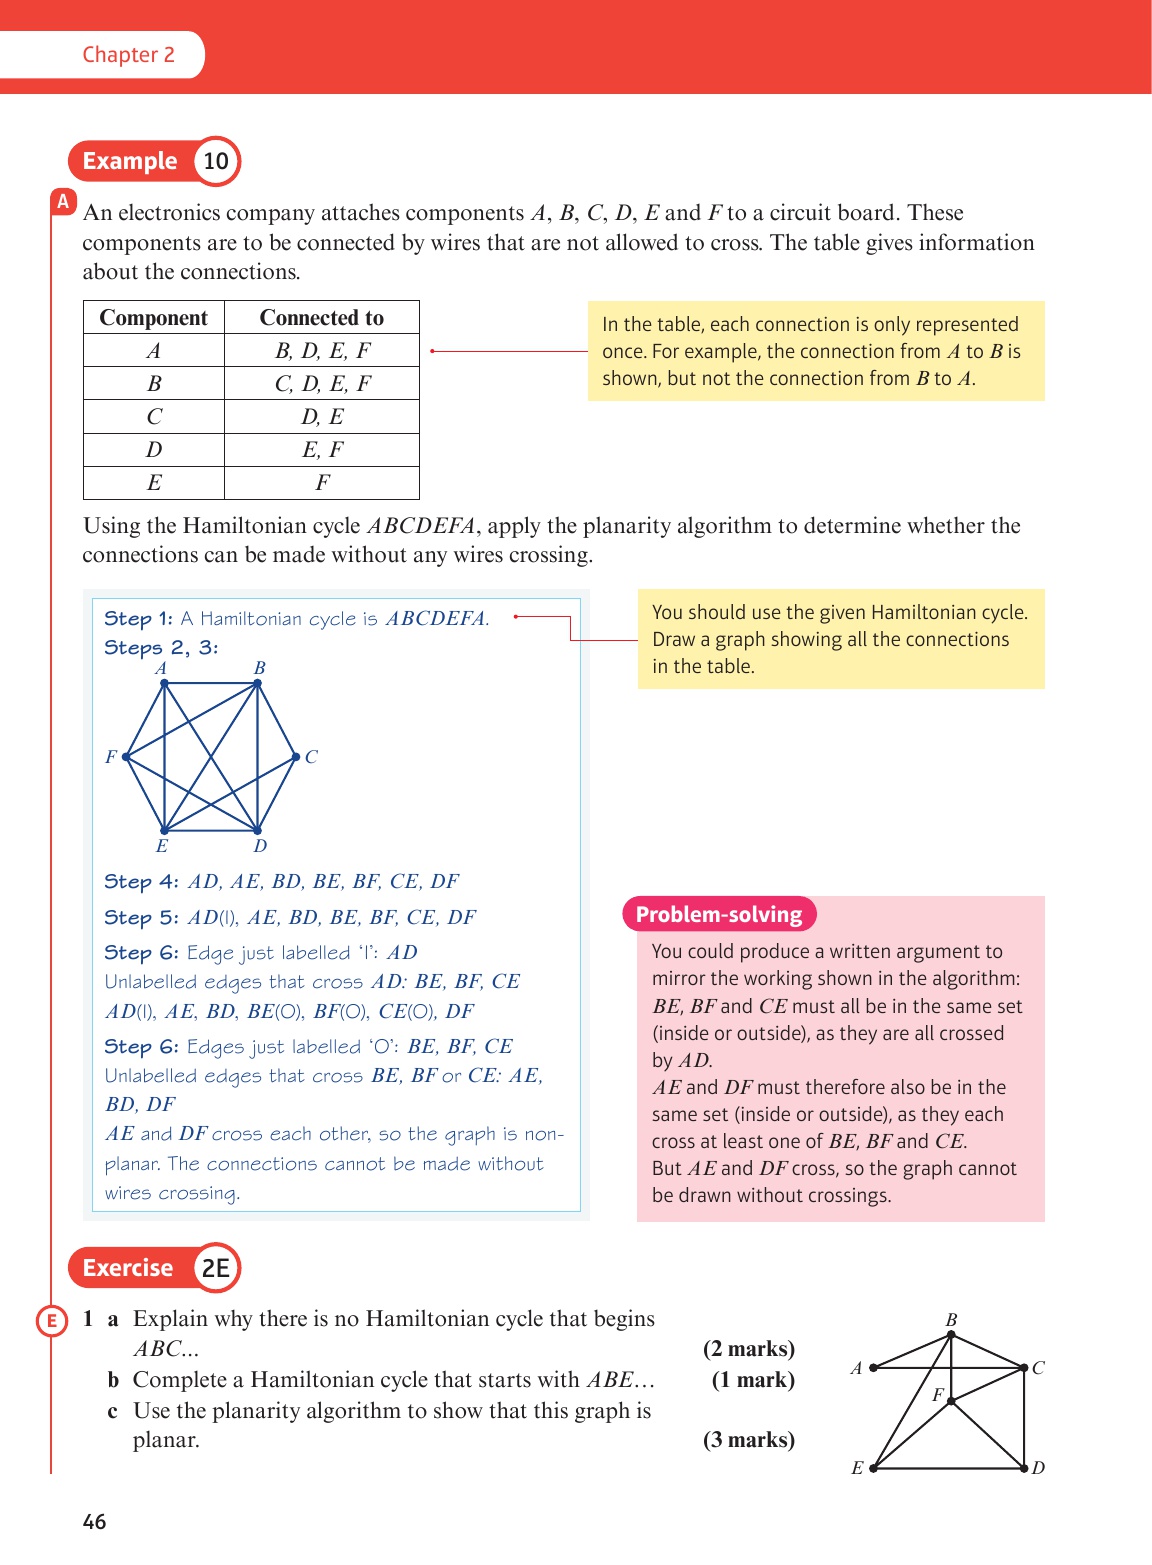 Chapter 2
Example 10
A
An electronics company attaches components A, B, C, D, E and F to a circuit board. These
components are to be connected by wires that are not allowed to cross. The table gives information
about the connections.
Component Connected to
A B, D, E, F
B C, D, E, F
C D, E
D E, F
E F
In the table, each connection is only represented
once. For example, the connection from A to B is
shown, but not the connection from B to A.
Using the Hamiltonian cycle ABCDEFA, apply the planarity algorithm to determine whether the
connections can be made without any wires crossing.
Step 1: A Hamiltonian cycle is ABCDEFA.
Steps 2, 3:
A B
F C
E D
Step 4: AD, AE, BD, BE, BF, CE, DF
Step 5: AD(I), AE, BD, BE, BF, CE, DF
Step 6: Edge just labelled ‘I’: AD
Unlabelled edges that cross AD: BE, BF, CE
AD(I), AE, BD, BE(O), BF(O), CE(O), DF
Step 6: Edges just labelled ‘O’: BE, BF, CE
Unlabelled edges that cross BE, BF or CE: AE,
BD, DF
AE and DF cross each other, so the graph is non-
planar. The connections cannot be made without
wires crossing.
You should use the given Hamiltonian cycle.
Draw a graph showing all the connections
in the table.
Problem-solving
You could produce a written argument to
mirror the working shown in the algorithm:
BE, BF and CE must all be in the same set
(inside or outside), as they are all crossed
by AD.
AE and DF must therefore also be in the
same set (inside or outside), as they each
cross at least one of BE, BF and CE.
But AE and DF cross, so the graph cannot
be drawn without crossings.
Exercise 2E
E
1 a Explain why there is no Hamiltonian cycle that begins
ABC... (2 marks)
b Complete a Hamiltonian cycle that starts with ABE... (1 mark)
c Use the planarity algorithm to show that this graph is
planar. (3 marks)
B
A C
F
E D
46